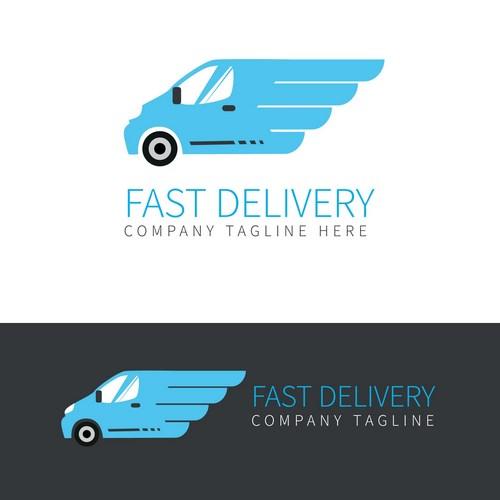 FAST DELIVERY
COMPANY TAGLINE HERE
FAST DELIVERY
COMPANY TAGLINE